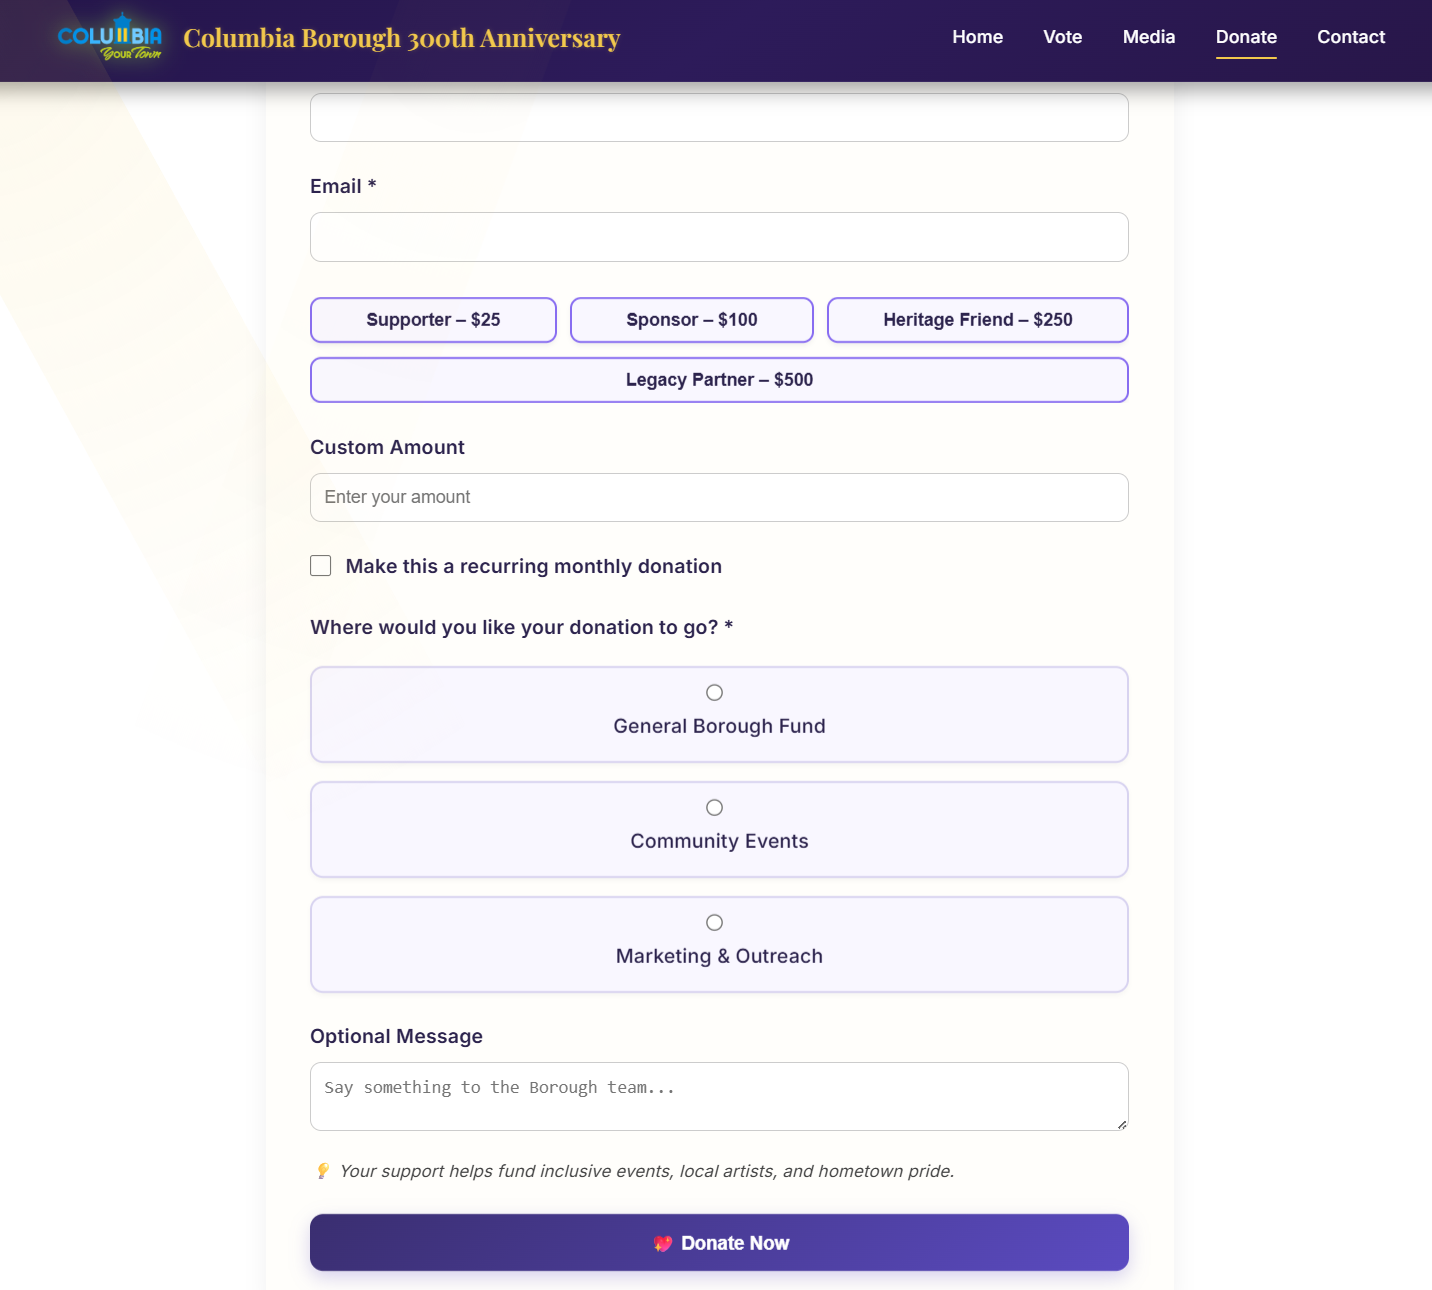 COLUMBIA
YOUR TOWN
Columbia Borough 300th Anniversary
Home Vote Media Donate Contact
Email *
Supporter – $25 Sponsor – $100 Heritage Friend – $250
Legacy Partner – $500
Custom Amount
Enter your amount
Make this a recurring monthly donation
Where would you like your donation to go? *
General Borough Fund
Community Events
Marketing & Outreach
Optional Message
Say something to the Borough team...
💡 Your support helps fund inclusive events, local artists, and hometown pride.
💖 Donate Now